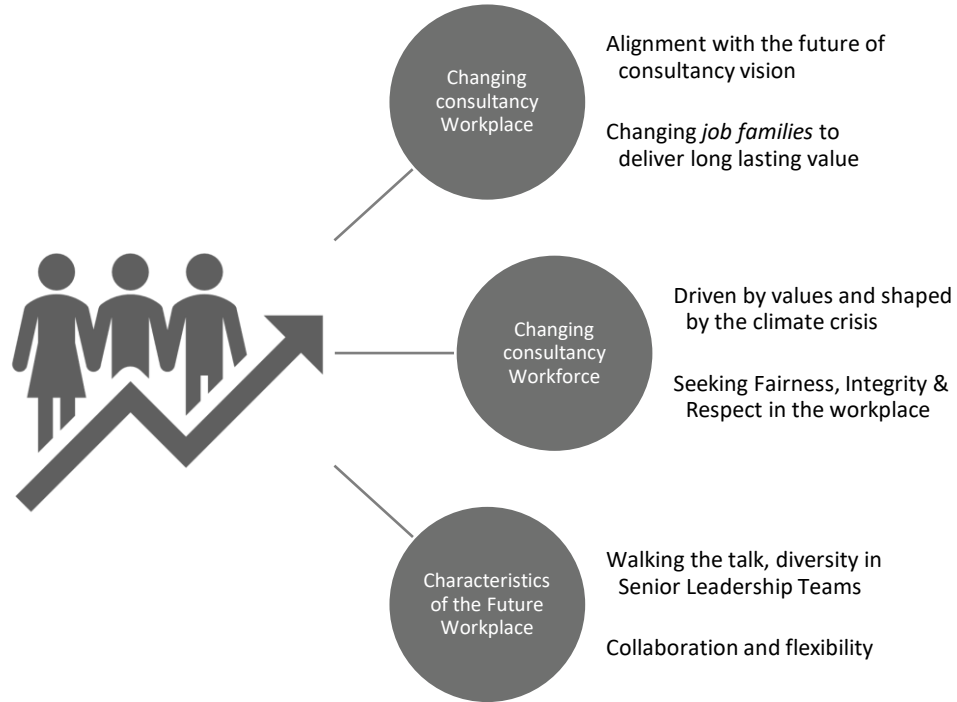 Changing
consultancy
Workplace
Alignment with the future of
consultancy vision
Changing job families to
deliver long lasting value
Changing
consultancy
Workforce
Driven by values and shaped
by the climate crisis
Seeking Fairness, Integrity &
Respect in the workplace
Characteristics
of the Future
Workplace
Walking the talk, diversity in
Senior Leadership Teams
Collaboration and flexibility